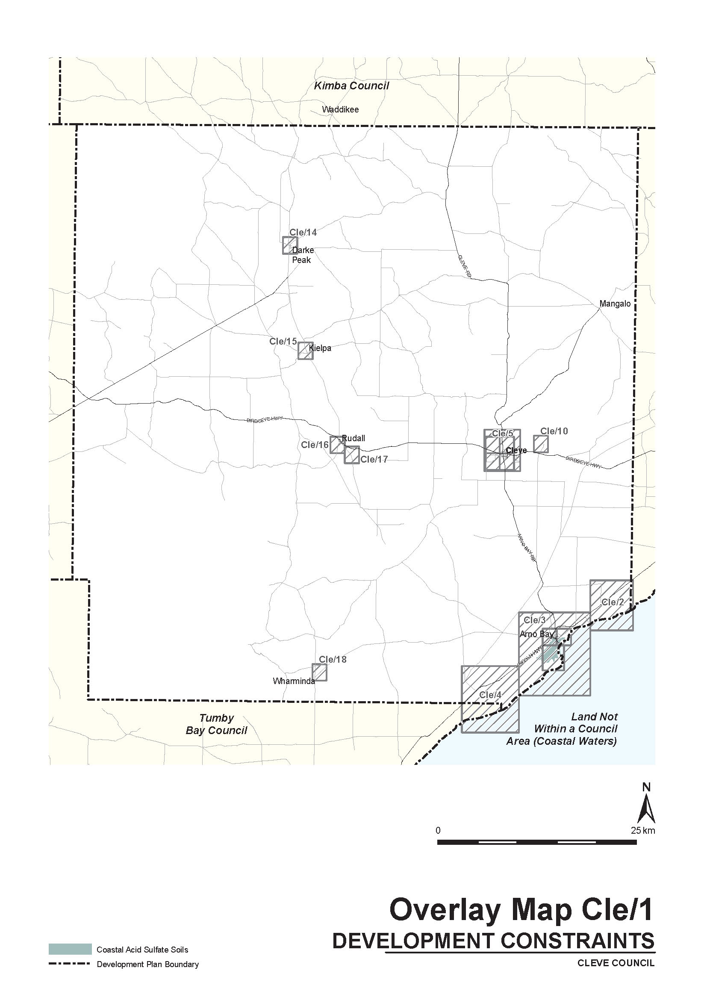 Kimba Council
Waddikee
Cle/14
Darke
Peak
CLEVE RD
Mangalo
Cle/15
Kielpa
BIRDSEYE HWY
Cle/5
Cle/10
Rudall
Cle/16
Cleve
Cle/17
BIRDSEYE HWY
ARNO BAY RD
Cle/2
Cle/3
Arno Bay
LINCOLN HWY
Cle/18
Wharminda
Cle/4
Tumby
Bay Council
Land Not
Within a Council
Area (Coastal Waters)
N
0
25 km
Overlay Map Cle/1
DEVELOPMENT CONSTRAINTS
CLEVE COUNCIL
Coastal Acid Sulfate Soils
Development Plan Boundary